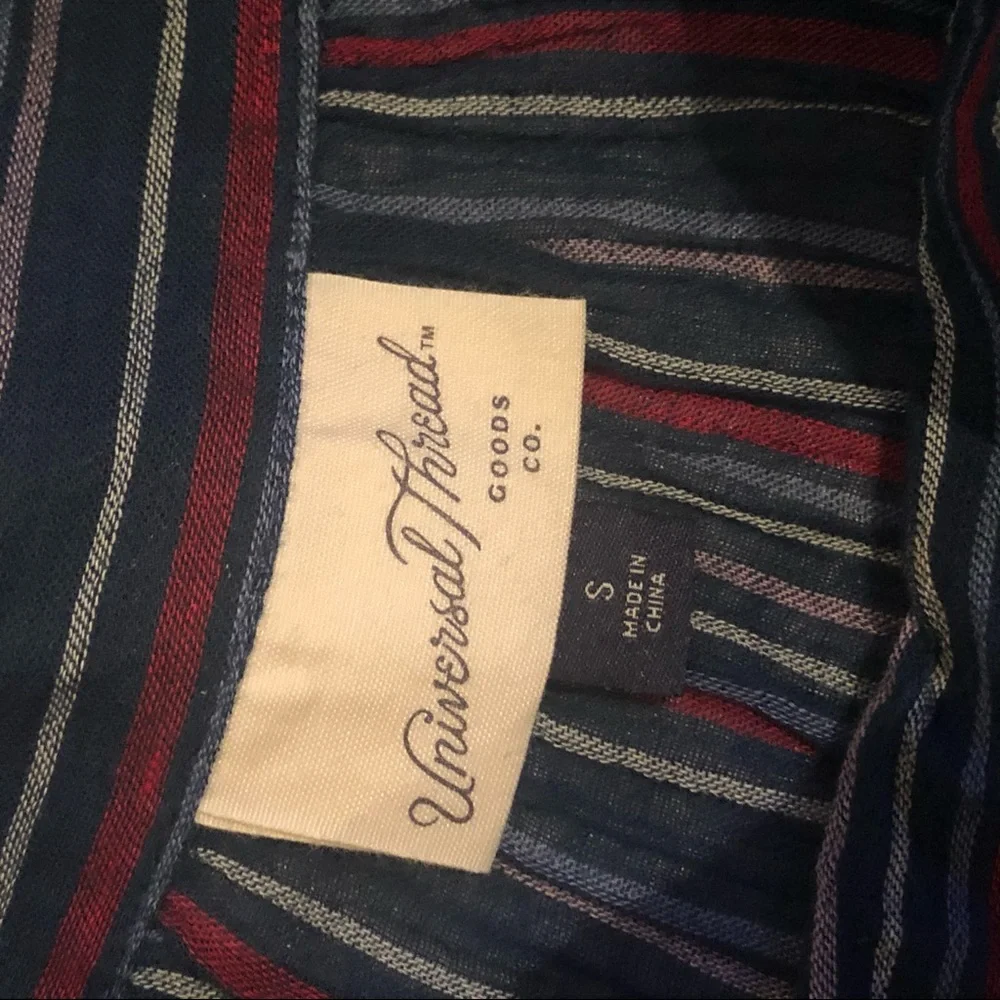 Universal Thread™
GOODS
CO.
S
MADE IN
CHINA